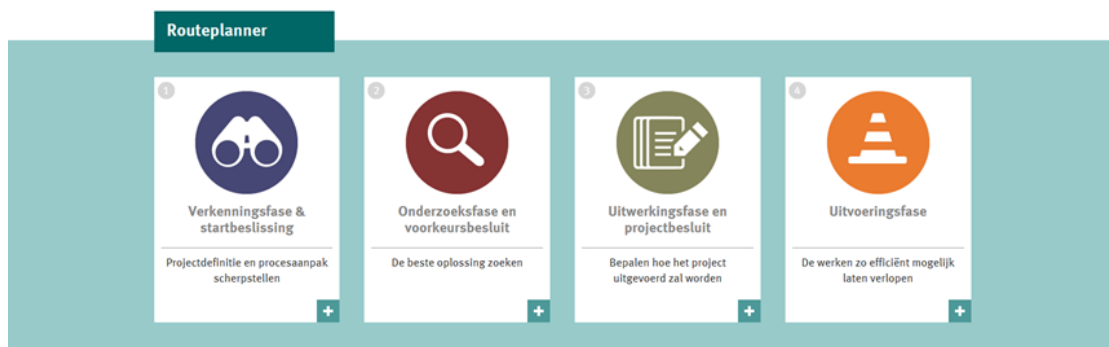 Routeplanner
1
Verkenningsfase &
startbeslissing
Projectdefinitie en procesaanpak
scherpstellen
2
Onderzoeksfase en
voorkeursbesluit
De beste oplossing zoeken
3
Uitwerkingsfase en
projectbesluit
Bepalen hoe het project
uitgevoerd zal worden
4
Uitvoeringsfase
De werken zo efficiënt mogelijk
laten verlopen